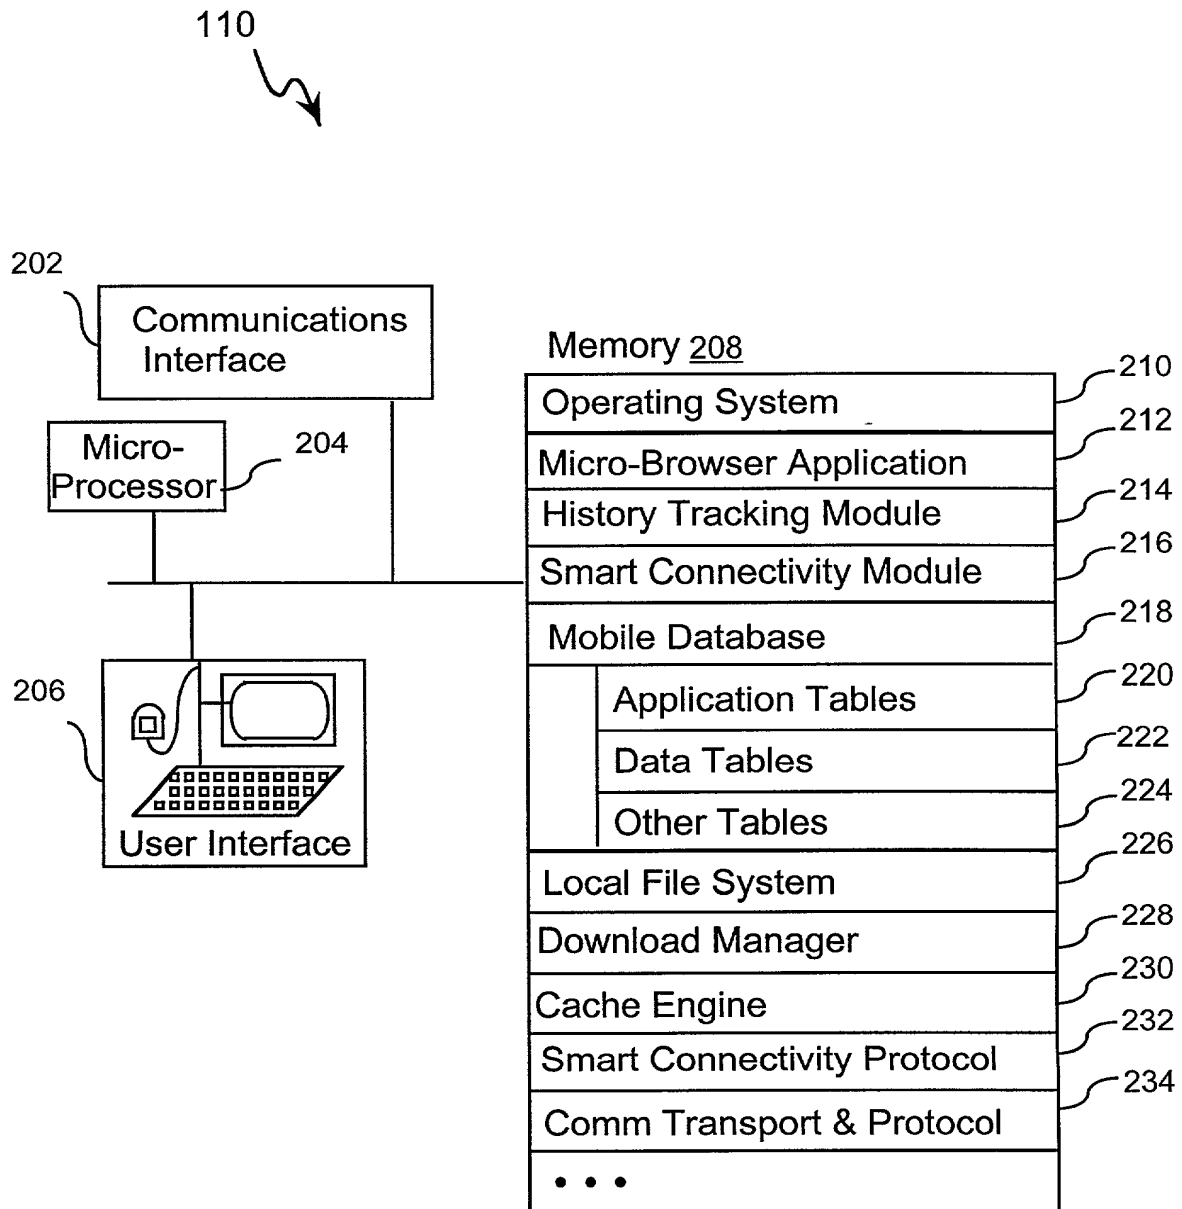 110
202
Communications
Interface
Micro-
Processor
204
206
User Interface
Memory 208
Operating System
210
Micro-Browser Application
212
History Tracking Module
214
Smart Connectivity Module
216
Mobile Database
218
Application Tables
220
Data Tables
222
Other Tables
224
Local File System
226
Download Manager
228
Cache Engine
230
Smart Connectivity Protocol
232
Comm Transport & Protocol
234
• • •